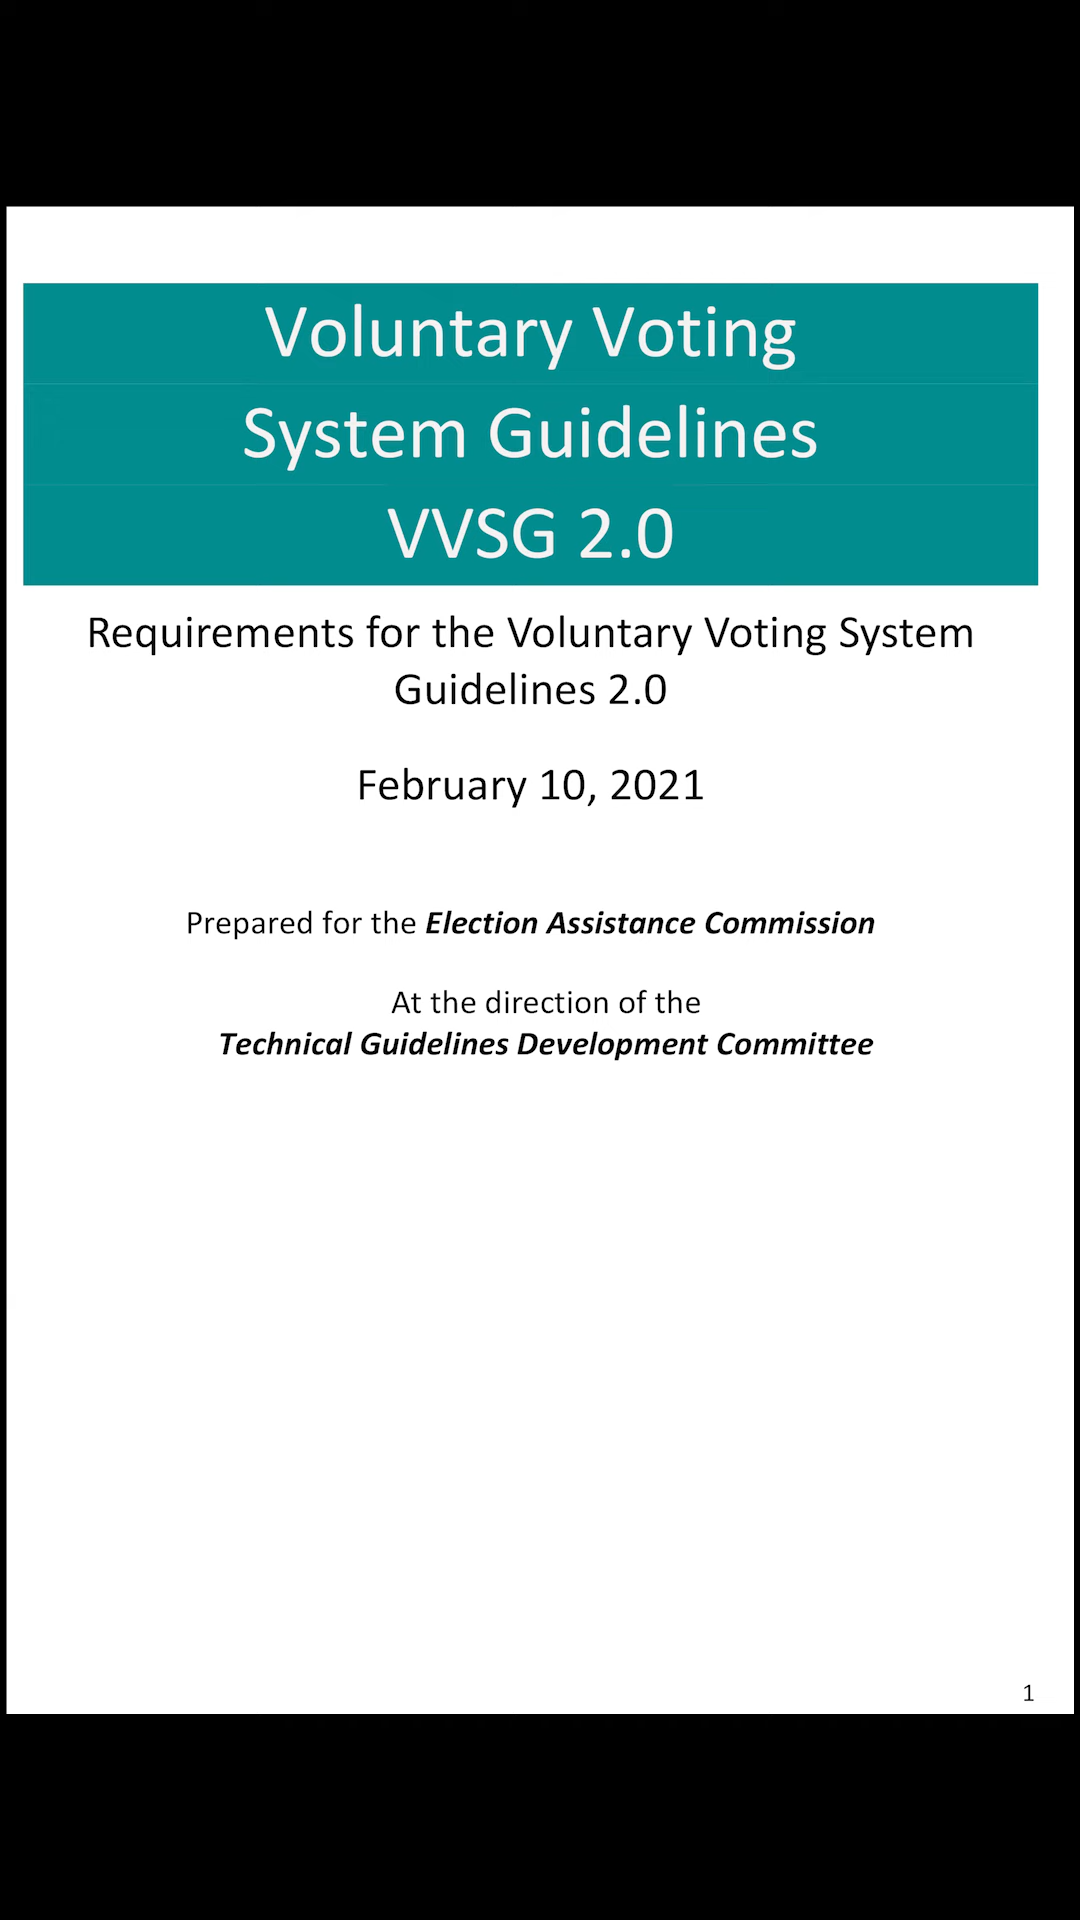 Voluntary Voting
System Guidelines
VVSG 2.0
Requirements for the Voluntary Voting System
Guidelines 2.0
February 10, 2021
Prepared for the Election Assistance Commission
At the direction of the
Technical Guidelines Development Committee
1